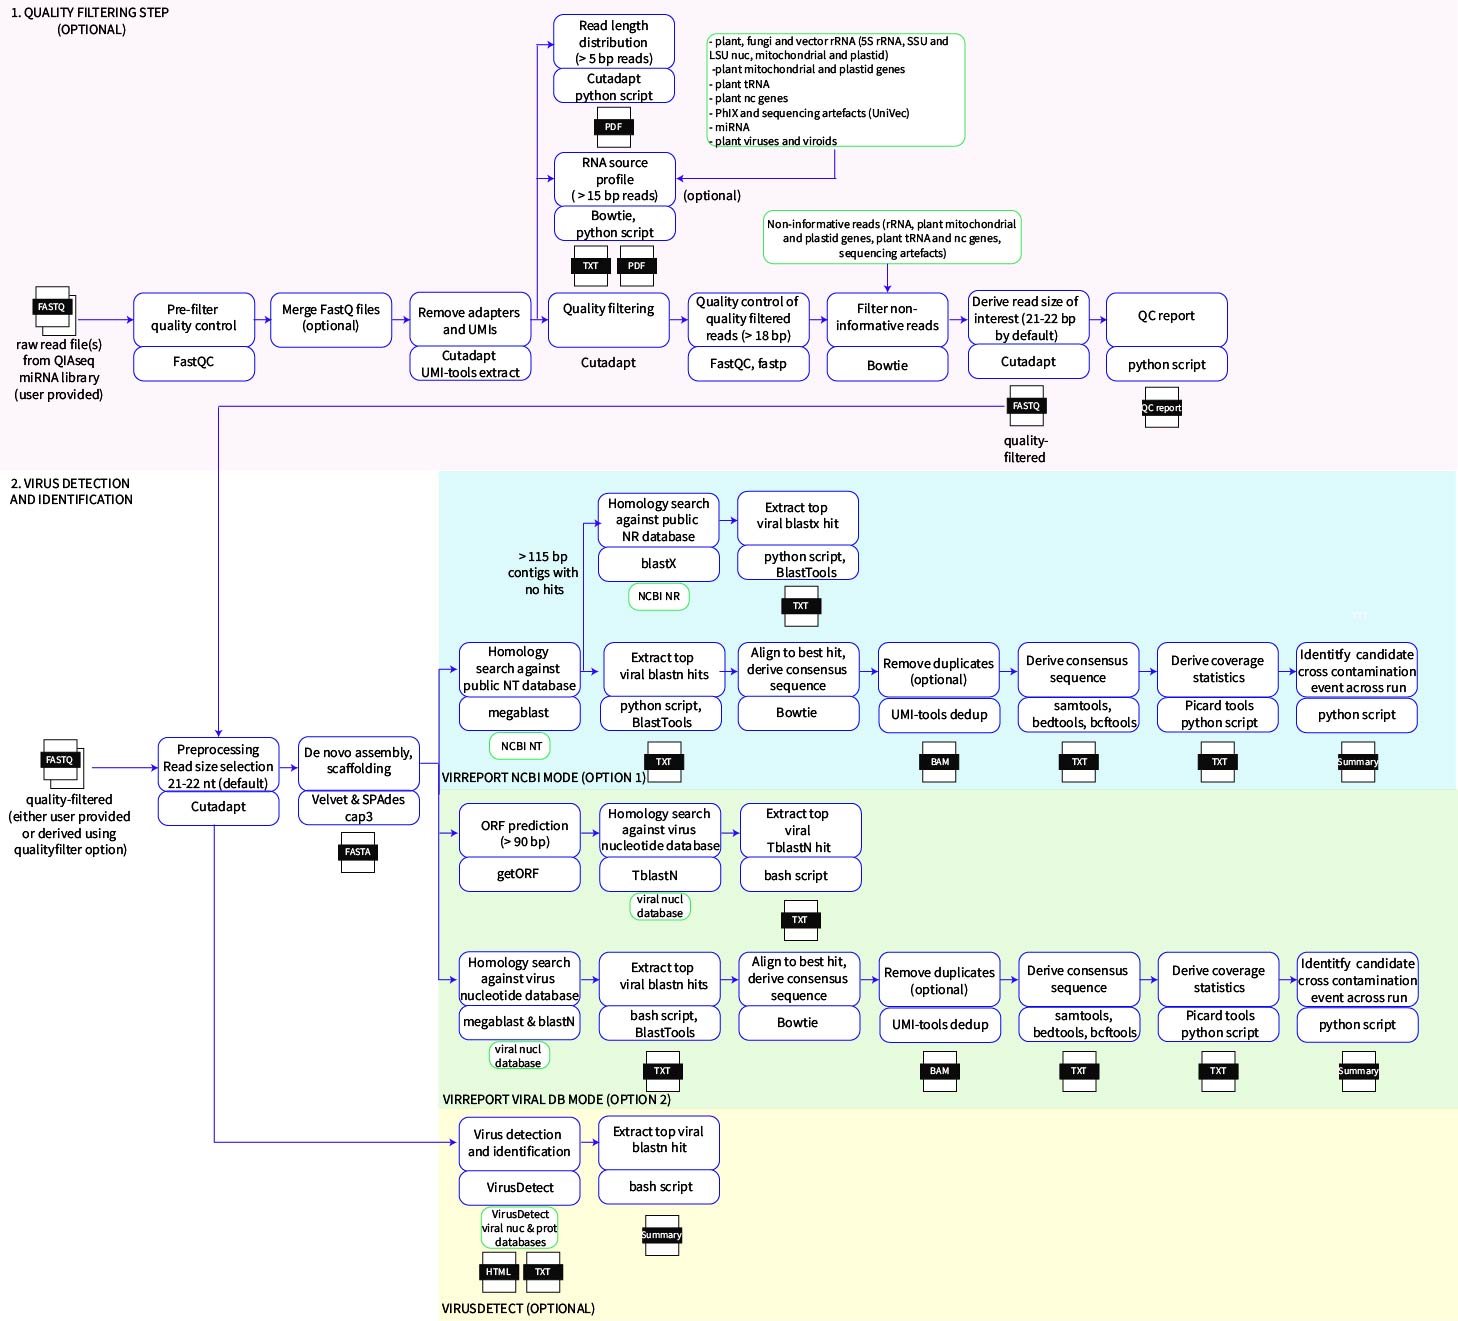 1. QUALITY FILTERING STEP
(OPTIONAL)
Read length
distribution
(> 5 bp reads)
Cutadapt
python script
PDF
- plant, fungi and vector rRNA (5S rRNA, SSU and
LSU nuc, mitochondrial and plastid)
-plant mitochondrial and plastid genes
- plant tRNA
- plant nc genes
- PhIX and sequencing artefacts (UniVec)
- miRNA
- plant viruses and viroids
RNA source
profile
( > 15 bp reads)
(optional)
Bowtie,
python script
TXT
PDF
Non-informative reads (rRNA, plant mitochondrial
and plastid genes, plant tRNA and nc genes,
sequencing artefacts)
FASTQ
raw read file(s)
from QIAseq
miRNA library
(user provided)
Pre-filter
quality control
FastQC
Merge FastQ files
(optional)
Remove adapters
and UMIs
Cutadapt
UMI-tools extract
Quality filtering
Cutadapt
Quality control of
quality filtered
reads (> 18 bp)
FastQC, fastp
Filter non-
informative reads
Bowtie
Derive read size of
interest (21-22 bp
by default)
Cutadapt
FASTQ
quality-
filtered
QC report
python script
QC report
2. VIRUS DETECTION
AND IDENTIFICATION
> 115 bp
contigs with
no hits
Homology search
against public
NR database
blastX
NCBI NR
Extract top
viral blastx hit
python script,
BlastTools
TXT
Homology
search against
public NT database
megablast
NCBI NT
Extract top
viral blastn hits
python script,
BlastTools
TXT
Align to best hit,
derive consensus
sequence
Bowtie
Remove duplicates
(optional)
UMI-tools dedup
BAM
Derive consensus
sequence
samtools,
bedtools, bcftools
TXT
Derive coverage
statistics
Picard tools
python script
TXT
Identitfy candidate
cross contamination
event across run
python script
Summary
VIRREPORT NCBI MODE (OPTION 1)
FASTQ
quality-filtered
(either user provided
or derived using
qualityfilter option)
Preprocessing
Read size selection
21-22 nt (default)
Cutadapt
De novo assembly,
scaffolding
Velvet & SPAdes
cap3
FASTA
ORF prediction
(> 90 bp)
getORF
Homology search
against virus
nucleotide database
TblastN
viral nucl
database
Extract top
viral
TblastN hit
bash script
TXT
Homology search
against virus
nucleotide database
megablast & blastN
viral nucl
database
Extract top
viral blastn hits
bash script,
BlastTools
TXT
Align to best hit,
derive consensus
sequence
Bowtie
Remove duplicates
(optional)
UMI-tools dedup
BAM
Derive consensus
sequence
samtools,
bedtools, bcftools
TXT
Derive coverage
statistics
Picard tools
python script
TXT
Identitfy candidate
cross contamination
event across run
python script
Summary
VIRREPORT VIRAL DB MODE (OPTION 2)
Virus detection
and identification
VirusDetect
VirusDetect
viral nuc & prot
databases
HTML
TXT
Extract top viral
blastn hit
bash script
Summary
VIRUSDETECT (OPTIONAL)